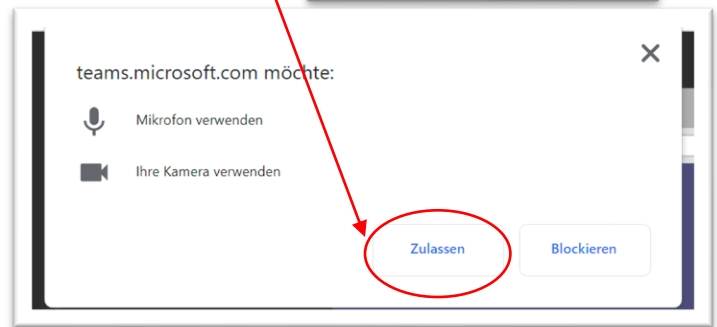 teams.microsoft.com möchte:
Mikrofon verwenden
Ihre Kamera verwenden
Zulassen
Blockieren